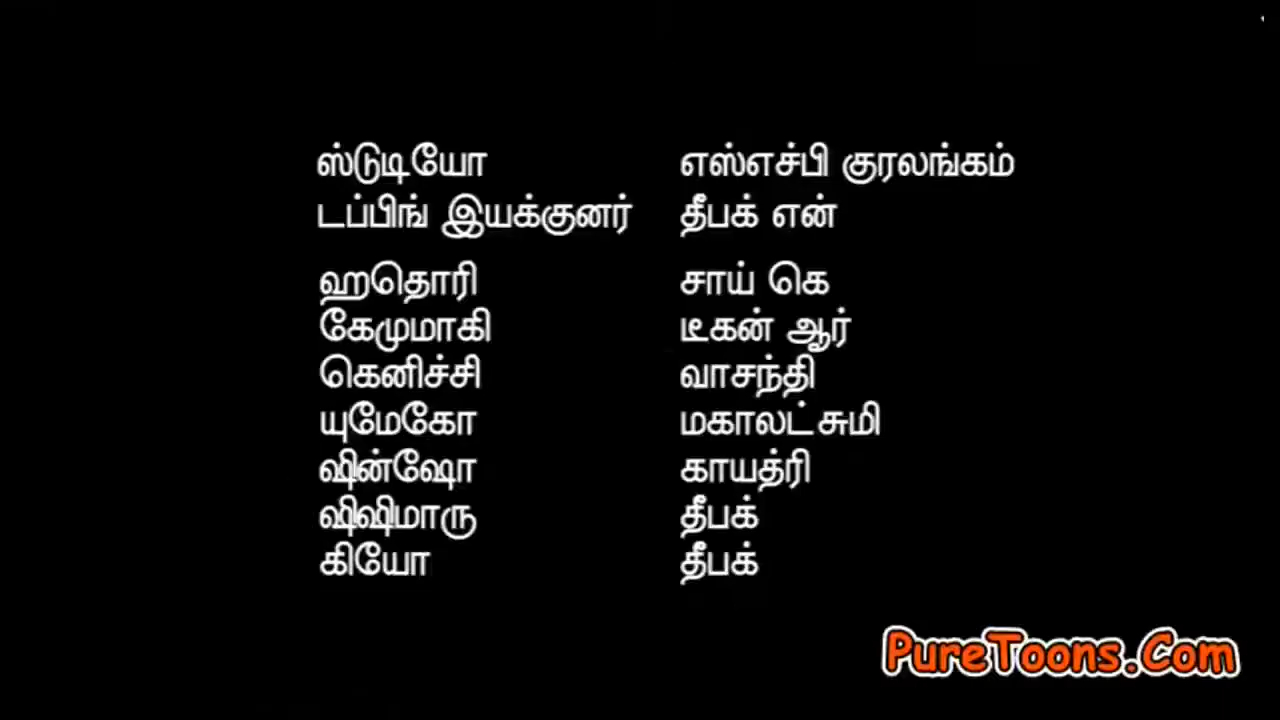 ஸ்டுடியோ எஸ்எச்பி குரலங்கம்
டப்பிங் இயக்குனர் தீபக் என்
ஹதொரி சாய் கெ
கேமுமாகி டீகன் ஆர்
கெனிச்சி வாசந்தி
யுமேகோ மகாலட்சுமி
ஷின்ஷோ காயத்ரி
ஷிஷிமாரு தீபக்
கியோ தீபக்
PureToons.Com